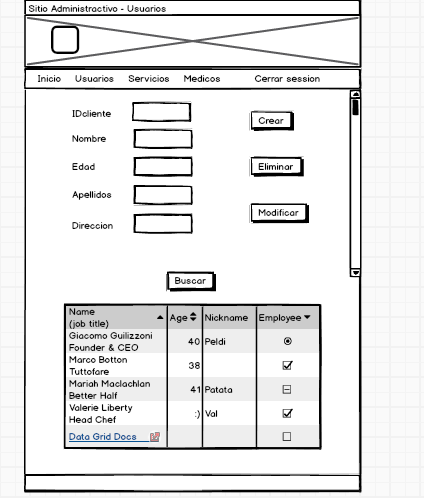 Sitio Administractivo - Usuarios
Inicio Usuarios Servicios Medicos Cerrar session
IDcliente
Crear
Nombre
Edad
Eliminar
Apellidos
Modificar
Direccion
Buscar
Name
(job title)
Age Nickname Employee
Giacomo Guilizzoni
Founder & CEO
40 Peldi
Marco Botton
Tuttofare
38
Mariah Maclachlan
Better Half
41 Patata
Valerie Liberty
Head Chef
:) Val
Data Grid Docs